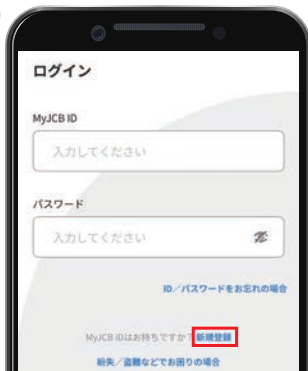 ログイン
MyJCB ID
入力してください
パスワード
入力してください
ID／パスワードをお忘れの場合
MyJCB IDはお持ちですか？新規登録
紛失／盗難などでお困りの場合